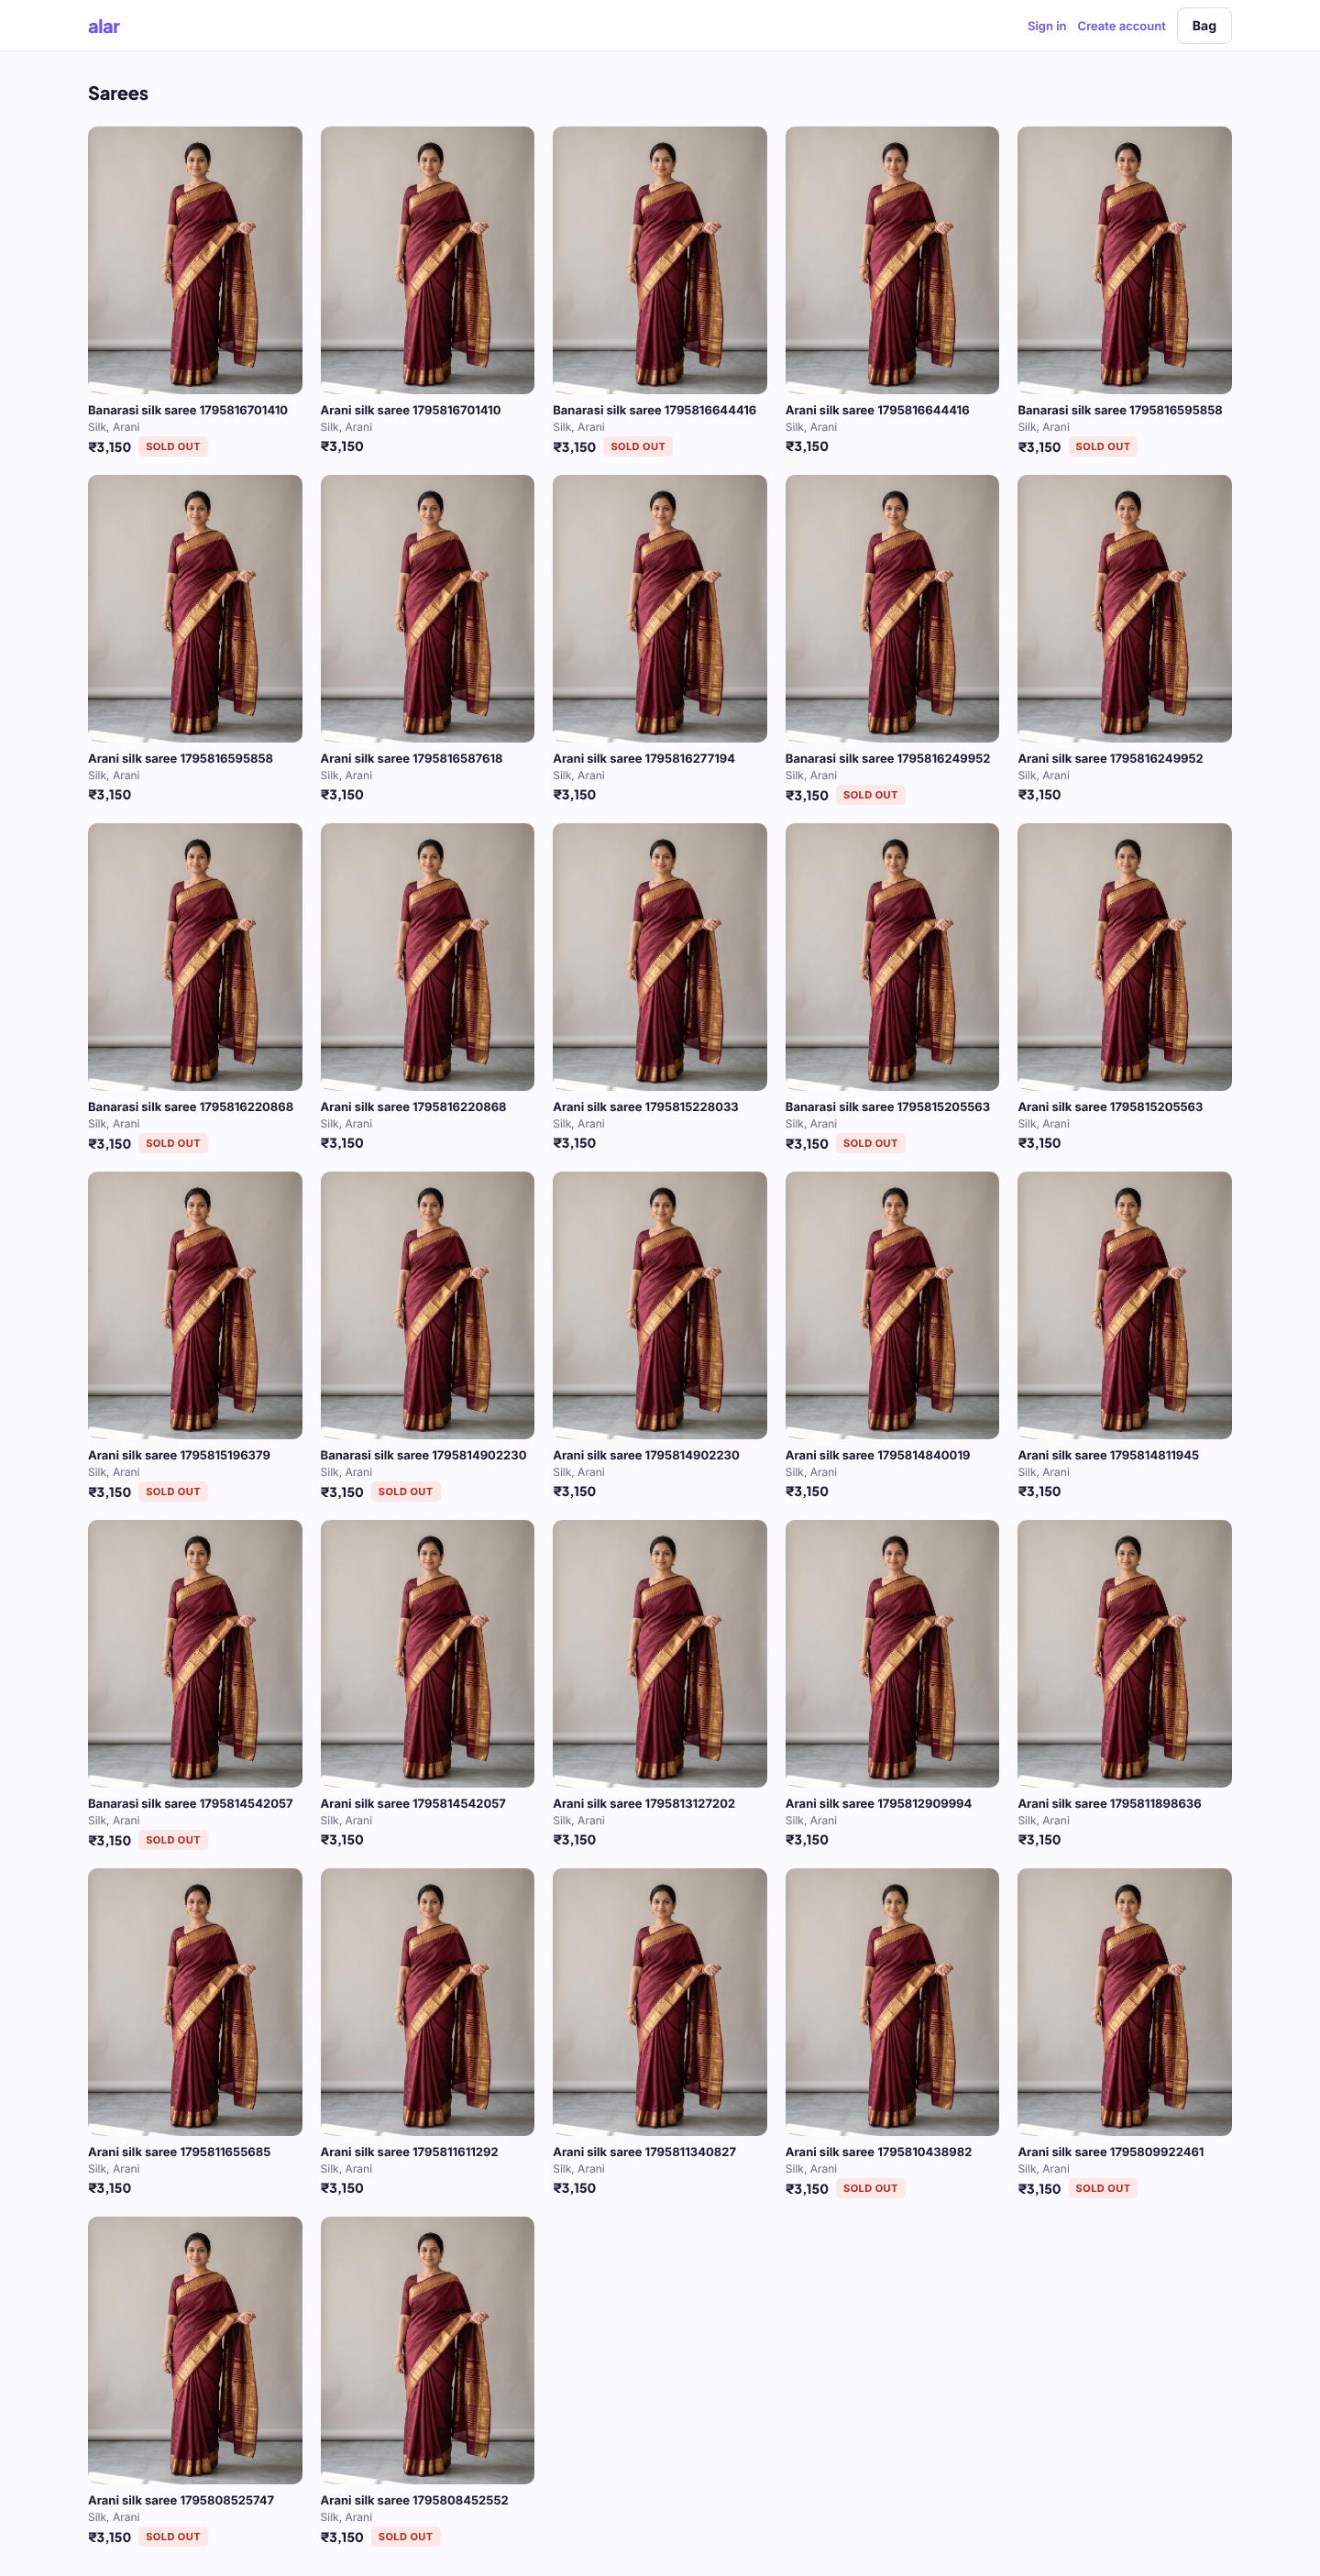 alar
Sign in Create account Bag
Sarees
Banarasi silk saree 1795816701410
Silk, Arani
₹3,150 SOLD OUT
Arani silk saree 1795816701410
Silk, Arani
₹3,150
Banarasi silk saree 1795816644416
Silk, Arani
₹3,150 SOLD OUT
Arani silk saree 1795816644416
Silk, Arani
₹3,150
Banarasi silk saree 1795816595858
Silk, Arani
₹3,150 SOLD OUT
Arani silk saree 1795816595858
Silk, Arani
₹3,150
Arani silk saree 1795816587618
Silk, Arani
₹3,150
Arani silk saree 1795816277194
Silk, Arani
₹3,150
Banarasi silk saree 1795816249952
Silk, Arani
₹3,150 SOLD OUT
Arani silk saree 1795816249952
Silk, Arani
₹3,150
Banarasi silk saree 1795816220868
Silk, Arani
₹3,150 SOLD OUT
Arani silk saree 1795816220868
Silk, Arani
₹3,150
Arani silk saree 1795815228033
Silk, Arani
₹3,150
Banarasi silk saree 1795815205563
Silk, Arani
₹3,150 SOLD OUT
Arani silk saree 1795815205563
Silk, Arani
₹3,150
Arani silk saree 1795815196379
Silk, Arani
₹3,150 SOLD OUT
Banarasi silk saree 1795814902230
Silk, Arani
₹3,150 SOLD OUT
Arani silk saree 1795814902230
Silk, Arani
₹3,150
Arani silk saree 1795814840019
Silk, Arani
₹3,150
Arani silk saree 1795814811945
Silk, Arani
₹3,150
Banarasi silk saree 1795814542057
Silk, Arani
₹3,150 SOLD OUT
Arani silk saree 1795814542057
Silk, Arani
₹3,150
Arani silk saree 1795813127202
Silk, Arani
₹3,150
Arani silk saree 1795812909994
Silk, Arani
₹3,150
Arani silk saree 1795811898636
Silk, Arani
₹3,150
Arani silk saree 1795811655685
Silk, Arani
₹3,150
Arani silk saree 1795811611292
Silk, Arani
₹3,150
Arani silk saree 1795811340827
Silk, Arani
₹3,150
Arani silk saree 1795810438982
Silk, Arani
₹3,150 SOLD OUT
Arani silk saree 1795809922461
Silk, Arani
₹3,150 SOLD OUT
Arani silk saree 1795808525747
Silk, Arani
₹3,150 SOLD OUT
Arani silk saree 1795808452552
Silk, Arani
₹3,150 SOLD OUT